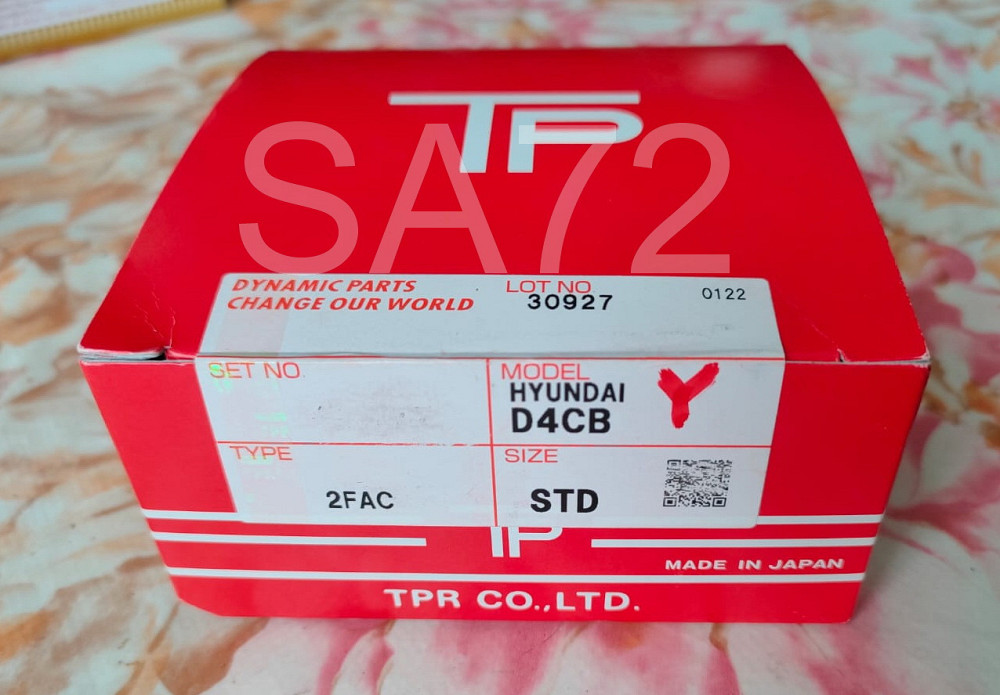 TP
SA72
DYNAMIC PARTS
CHANGE OUR WORLD
LOT NO.
30927
0122
SET NO
MODEL
HYUNDAI
D4CB
Y
TYPE
2FAC
SIZE
STD
TP
MADE IN JAPAN
TPR CO.,LTD.